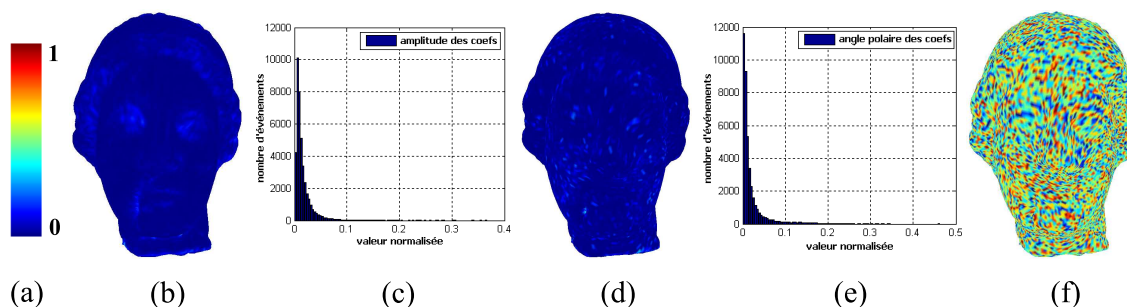 1
0
12000
10000
8000
6000
4000
2000
0
nombre d'événements
amplitude des coefs
0 0.1 0.2 0.3 0.4
valeur normalisée
12000
10000
8000
6000
4000
2000
0
nombre d'événements
angle polaire des coefs
0 0.1 0.2 0.3 0.4 0.5
valeur normalisée
(a) (b) (c) (d) (e) (f)